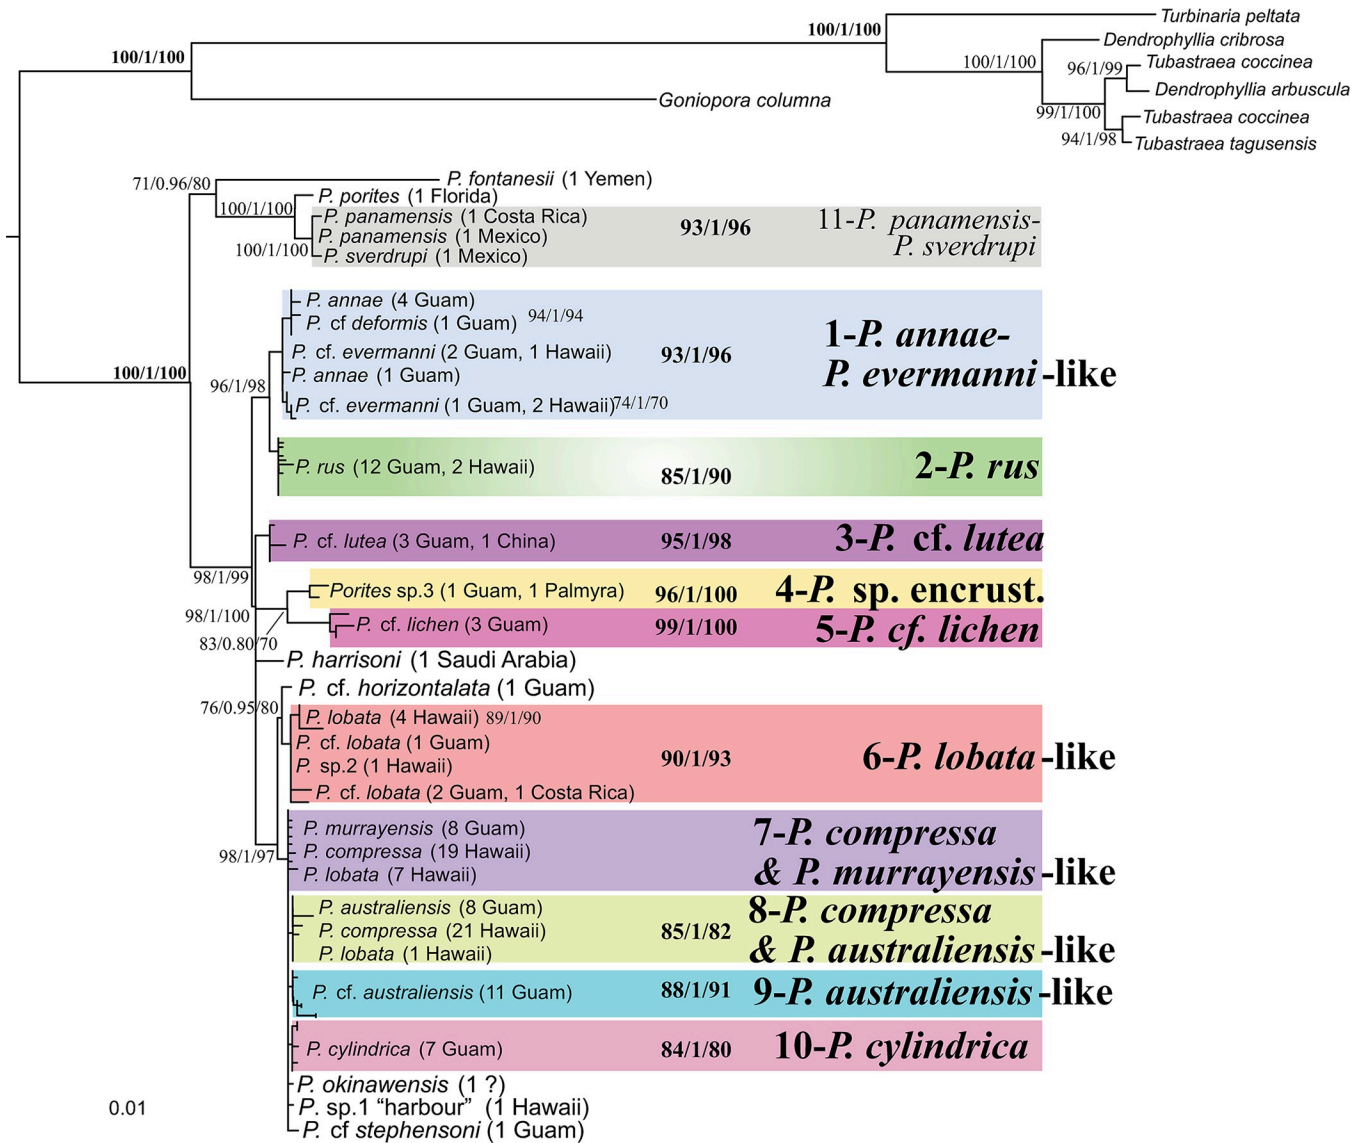 Turbinaria peltata
100/1/100
Dendrophyllia cribrosa
100/1/100
100/1/100
96/1/99
Tubastraea coccinea
Dendrophyllia arbuscula
Goniopora columna
99/1/100
Tubastraea coccinea
94/1/98
Tubastraea tagusensis
71/0.96/80
P. fontanesii (1 Yemen)
P. porites (1 Florida)
100/1/100
P. panamensis (1 Costa Rica)
93/1/96
11-P. panamensis-
P. panamensis (1 Mexico)
P. sverdrupi
100/1/100
P. sverdrupi (1 Mexico)
P. annae (4 Guam)
P. cf deformis (1 Guam) 94/1/94
1-P. annae-
P. cf. evermanni (2 Guam, 1 Hawaii)
93/1/96
100/1/100
P. annae (1 Guam)
P. evermanni-like
96/1/98
P. cf. evermanni (1 Guam, 2 Hawaii) 74/1/70
P. rus (12 Guam, 2 Hawaii)
85/1/90
2-P. rus
P. cf. lutea (3 Guam, 1 China)
95/1/98
3-P. cf. lutea
98/1/99
Porites sp.3 (1 Guam, 1 Palmyra)
96/1/100
4-P. sp. encrust.
98/1/100
P. cf. lichen (3 Guam)
99/1/100
5-P. cf. lichen
83/0.80/70
P. harrisoni (1 Saudi Arabia)
P. cf. horizontalata (1 Guam)
76/0.95/80
P. lobata (4 Hawaii) 89/1/90
P. cf. lobata (1 Guam)
90/1/93
6-P. lobata-like
P. sp.2 (1 Hawaii)
P. cf. lobata (2 Guam, 1 Costa Rica)
P. murrayensis (8 Guam)
7-P. compressa
P. compressa (19 Hawaii)
98/1/97
P. lobata (7 Hawaii)
& P. murrayensis-like
P. australiensis (8 Guam)
8-P. compressa
P. compressa (21 Hawaii)
85/1/82
P. lobata (1 Hawaii)
& P. australiensis-like
P. cf. australiensis (11 Guam)
88/1/91
9-P. australiensis-like
P. cylindrica (7 Guam)
84/1/80
10-P. cylindrica
P. okinawensis (1 ?)
0.01
P. sp.1 “harbour” (1 Hawaii)
P. cf stephensoni (1 Guam)